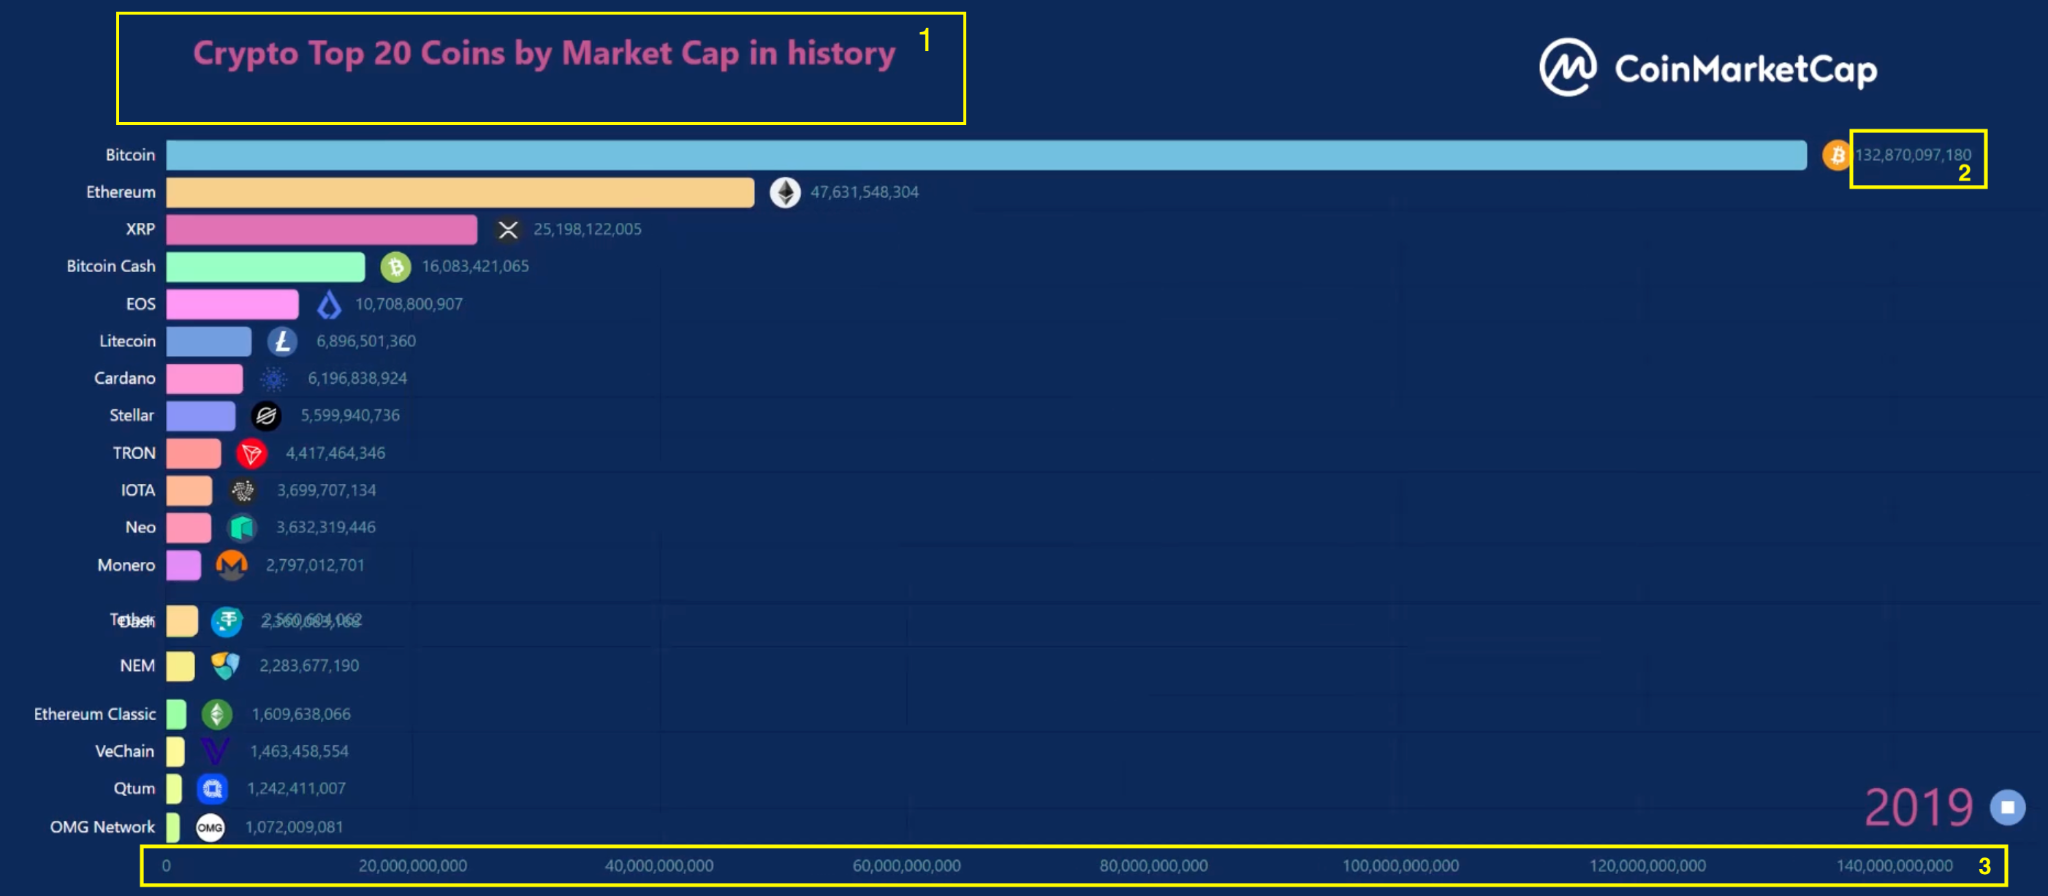 Crypto Top 20 Coins by Market Cap in history 1
CoinMarketCap
Bitcoin 132,870,097,180 2
Ethereum 47,631,548,304
XRP 25,198,122,005
Bitcoin Cash 16,083,421,065
EOS 10,708,800,907
Litecoin 6,896,501,360
Cardano 6,196,838,924
Stellar 5,599,940,736
TRON 4,417,464,346
IOTA 3,699,707,134
Neo 3,632,319,446
Monero 2,797,012,701
Tether
Dash
NEM 2,283,677,190
Ethereum Classic 1,609,638,066
VeChain 1,463,458,554
Qtum 1,242,411,007
2019
OMG Network OMG 1,072,009,081
0 20,000,000,000 40,000,000,000 60,000,000,000 80,000,000,000 100,000,000,000 120,000,000,000 140,000,000,000 3